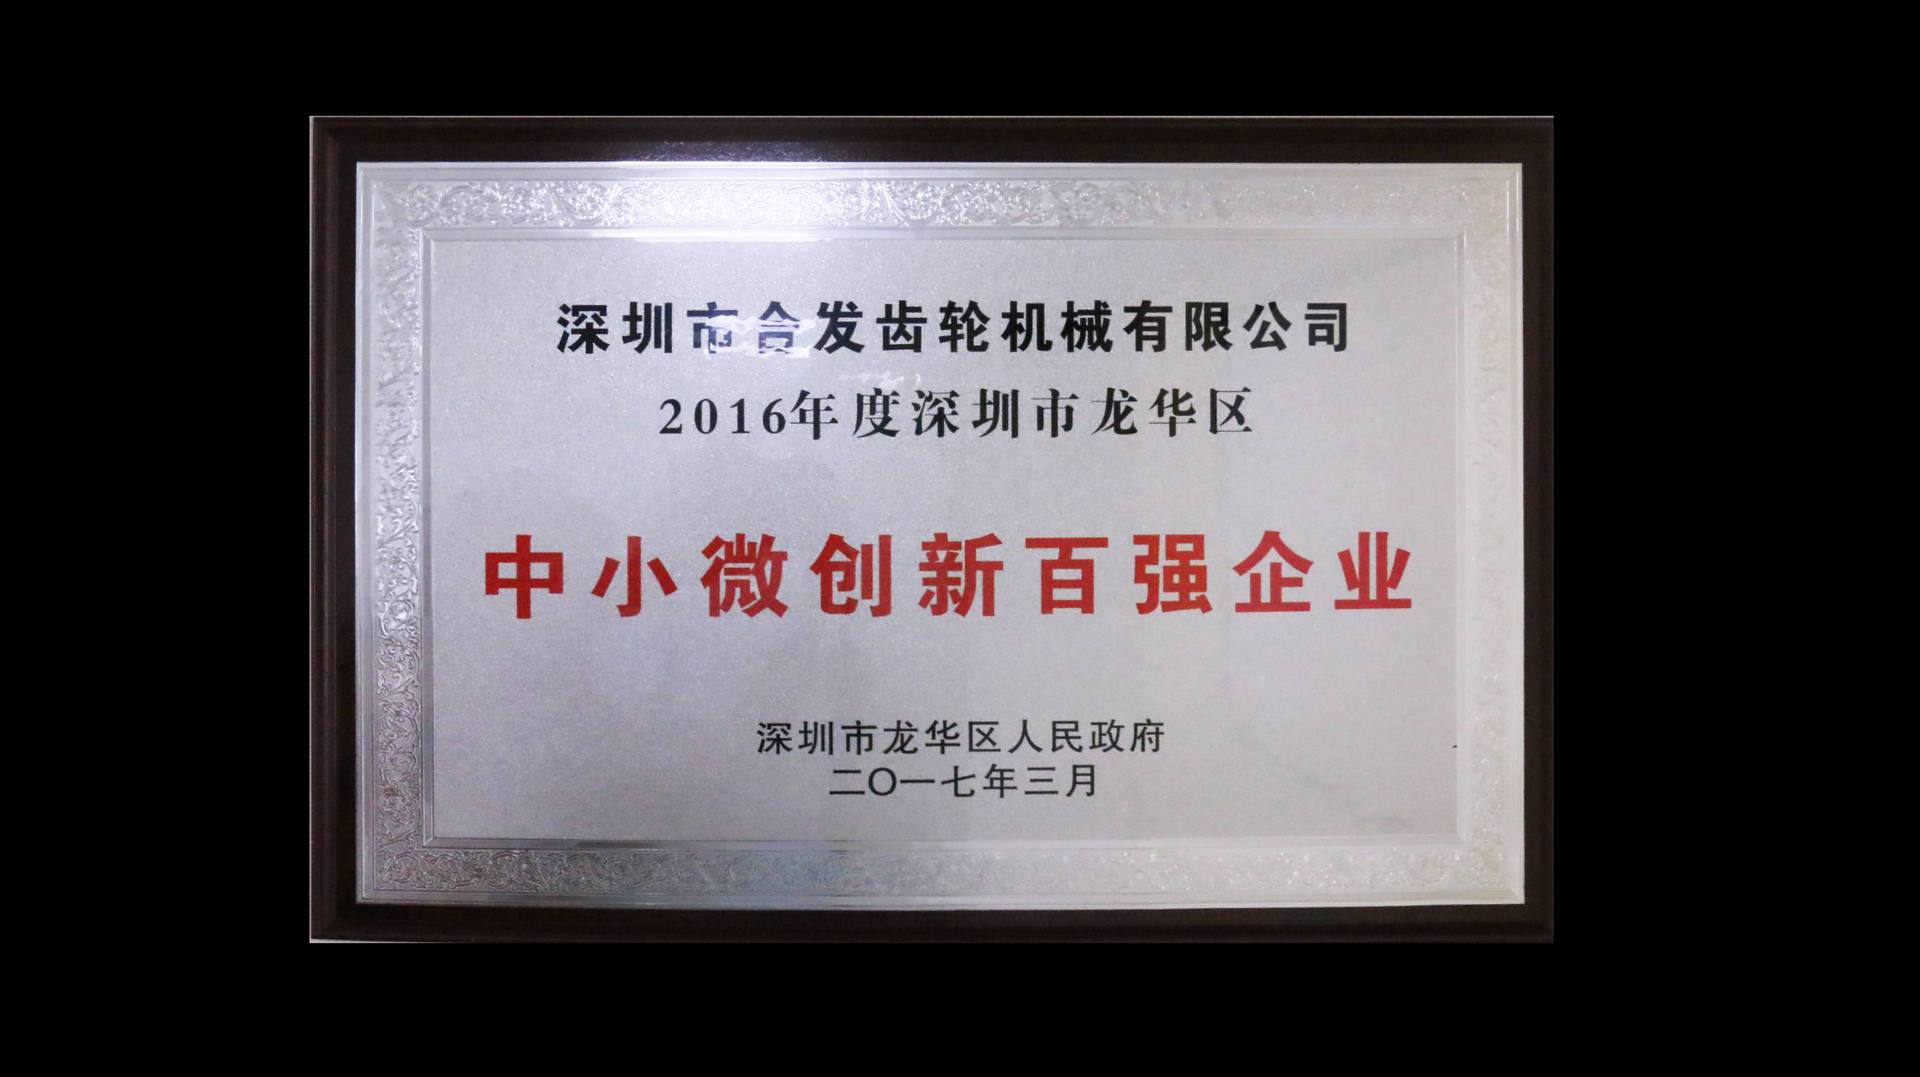 深圳市合发齿轮机械有限公司
2016年度深圳市龙华区
中小微创新百强企业
深圳市龙华区人民政府
二〇一七年三月